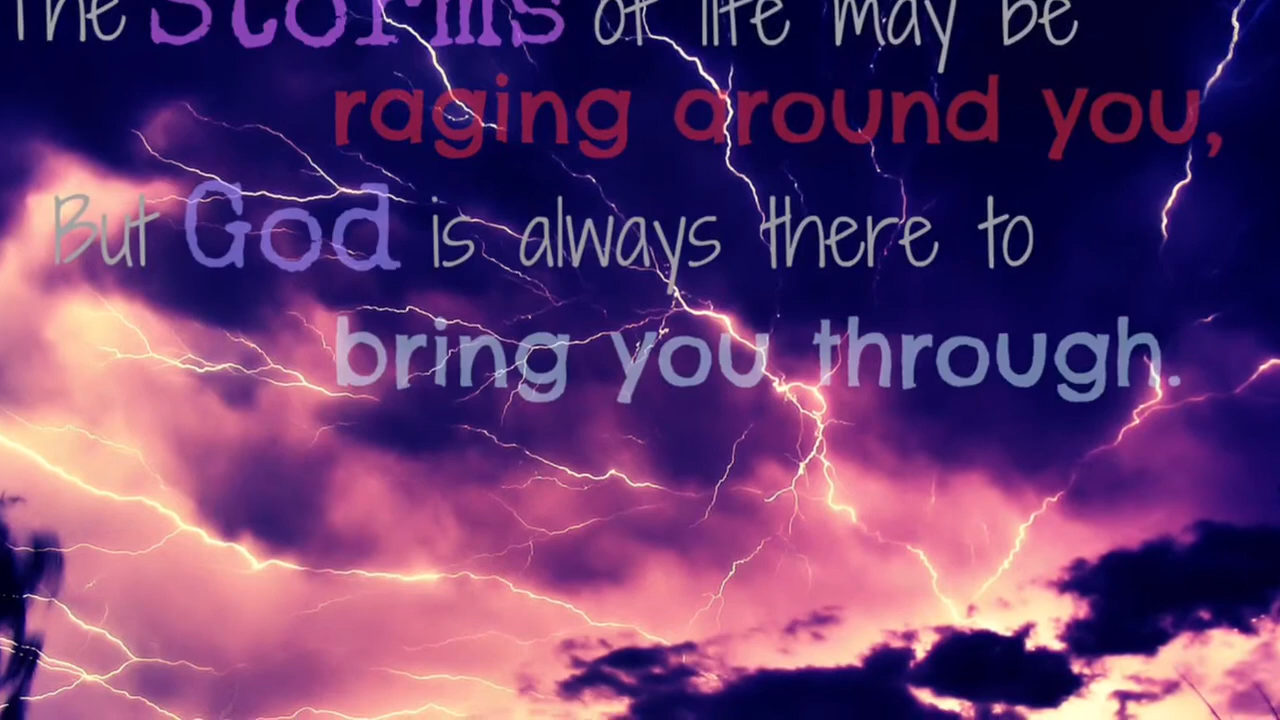 The Storms of life may be
raging around you,
But God is always there to
bring you through.